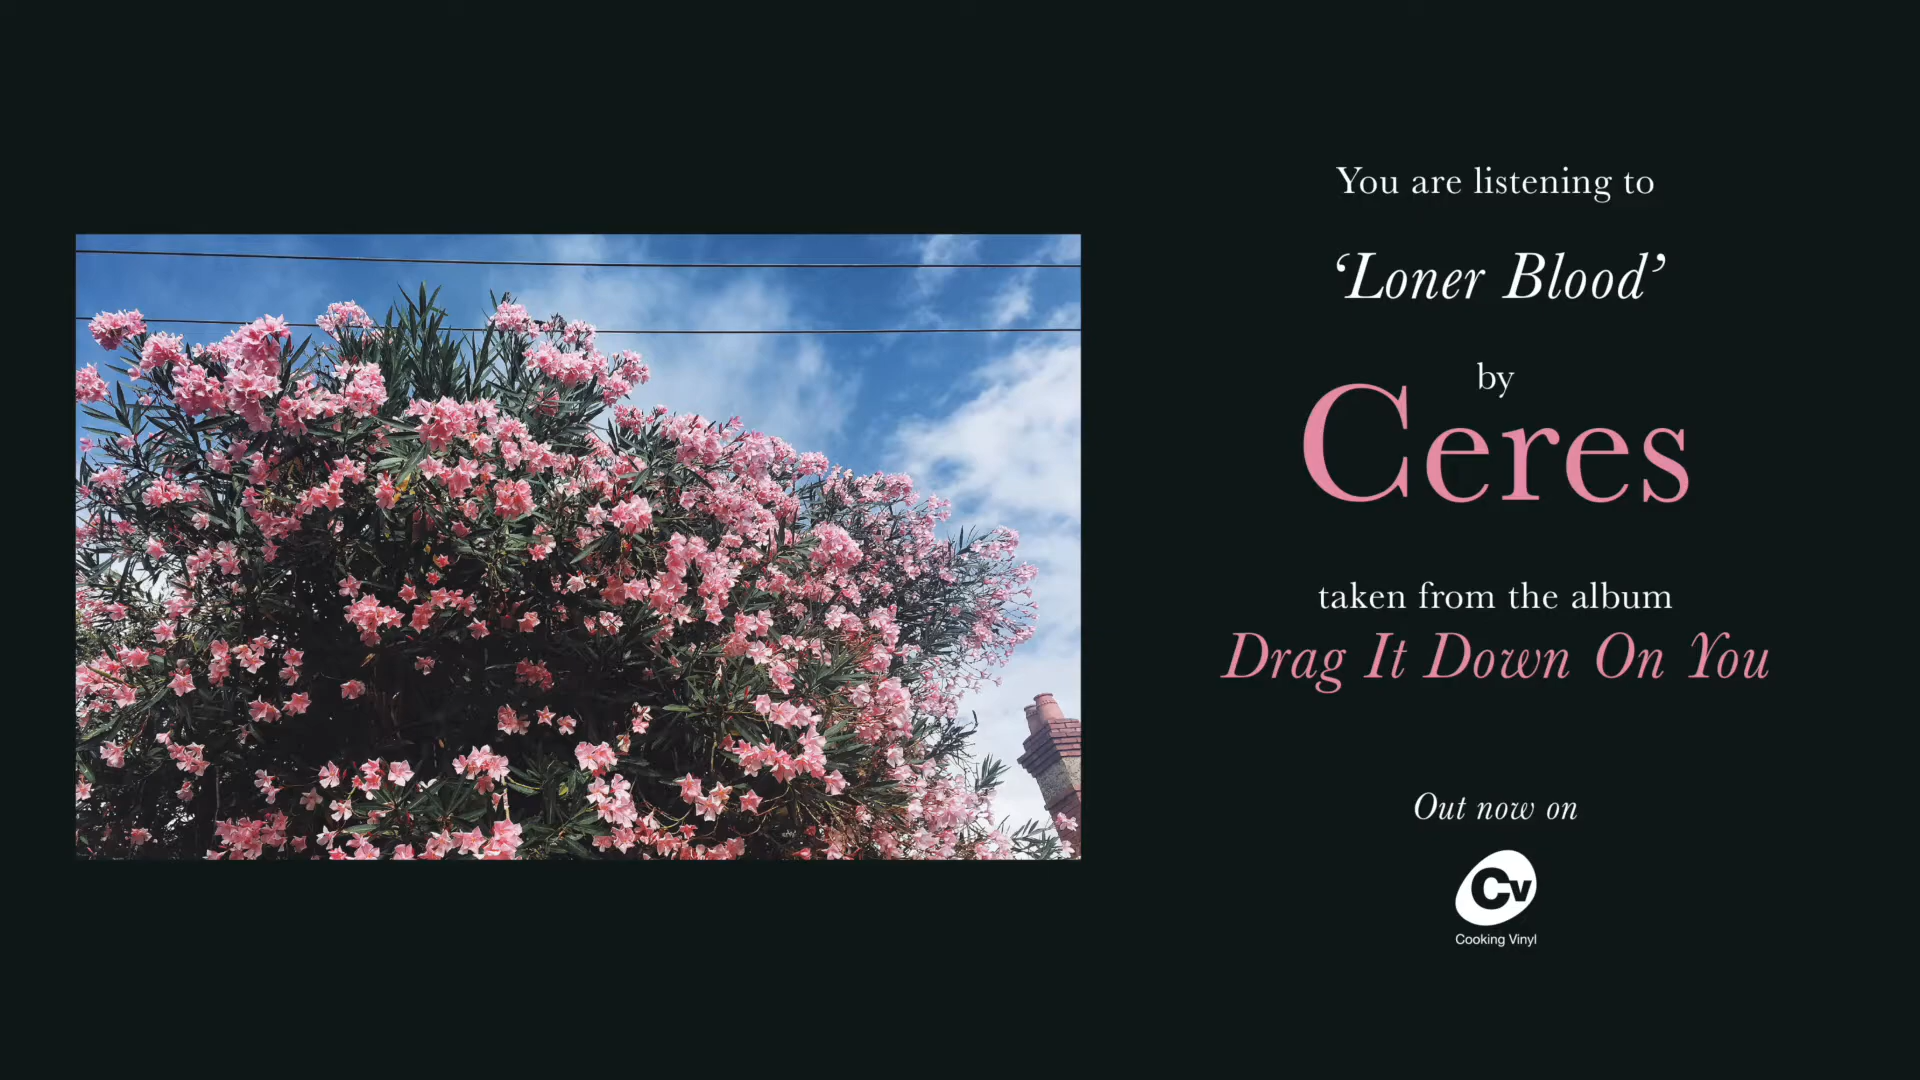 You are listening to
‘Loner Blood’
by
Ceres
taken from the album
Drag It Down On You
Out now on
Cv
Cooking Vinyl